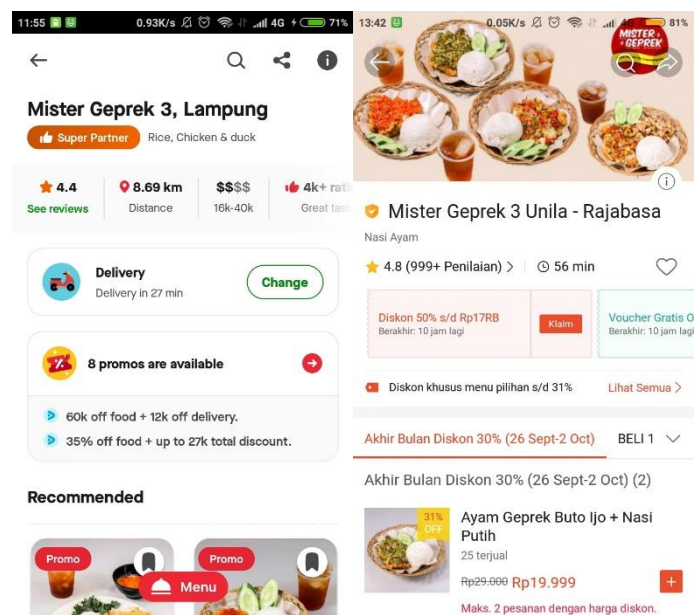 11:55 0.93K/s 4G 71%
Mister Geprek 3, Lampung
Super Partner Rice, Chicken & duck
4.4 8.69 km $$$$ 4k+ rati
See reviews Distance 16k-40k Great tast
Delivery
Delivery in 27 min
Change
8 promos are available
60k off food + 12k off delivery.
35% off food + up to 27k total discount.
Recommended
Promo Promo
Menu
13:42 0.05K/s 4G 81%
MISTER
GEPREK
Mister Geprek 3 Unila - Rajabasa
Nasi Ayam
4.8 (999+ Penilaian) > 56 min
Diskon 50% s/d Rp17RB
Berakhir: 10 jam lagi
Klaim
Voucher Gratis O
Berakhir: 10 jam lagi
Diskon khusus menu pilihan s/d 31% Lihat Semua >
Akhir Bulan Diskon 30% (26 Sept-2 Oct) BELI 1
Akhir Bulan Diskon 30% (26 Sept-2 Oct) (2)
31%
OFF
Ayam Geprek Buto Ijo + Nasi
Putih
25 terjual
Rp29.000 Rp19.999
Maks. 2 pesanan dengan harga diskon.